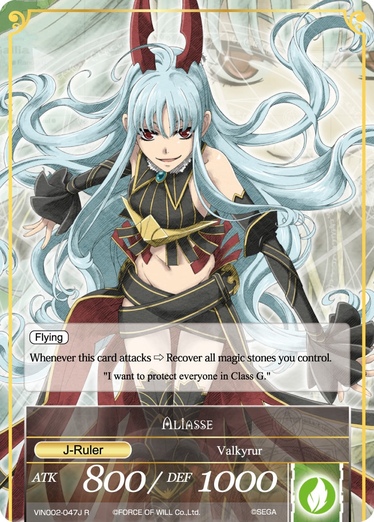 Flying
Whenever this card attacks ⇨ Recover all magic stones you control.
"I want to protect everyone in Class G."
Aliasse
J-Ruler
Valkyrur
ATK 800/ DEF 1000
VIN002-047J R ©FORCE OF WILL Co.,Ltd. ©SEGA